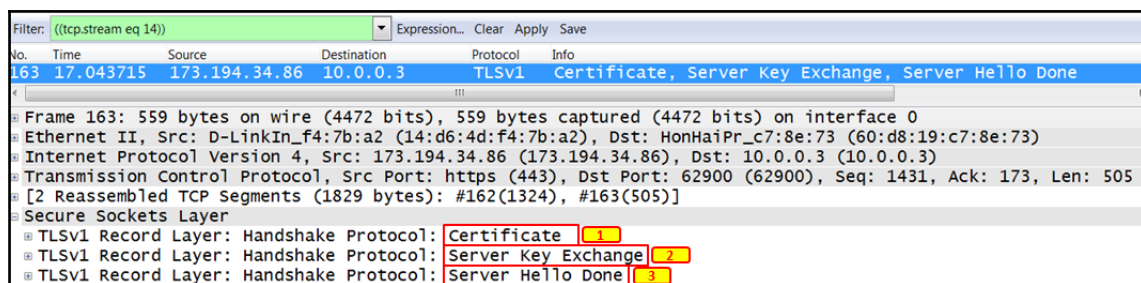 Filter: ((tcp.stream eq 14)) Expression... Clear Apply Save
No. Time Source Destination Protocol Info
163 17.043715 173.194.34.86 10.0.0.3 TLSv1 Certificate, Server Key Exchange, Server Hello Done
Frame 163: 559 bytes on wire (4472 bits), 559 bytes captured (4472 bits) on interface 0
Ethernet II, Src: D-LinkIn_f4:7b:a2 (14:d6:4d:f4:7b:a2), Dst: HonHaiPr_c7:8e:73 (60:d8:19:c7:8e:73)
Internet Protocol Version 4, Src: 173.194.34.86 (173.194.34.86), Dst: 10.0.0.3 (10.0.0.3)
Transmission Control Protocol, Src Port: https (443), Dst Port: 62900 (62900), Seq: 1431, Ack: 173, Len: 505
[2 Reassembled TCP Segments (1829 bytes): #162(1324), #163(505)]
Secure Sockets Layer
TLSv1 Record Layer: Handshake Protocol: Certificate 1
TLSv1 Record Layer: Handshake Protocol: Server Key Exchange 2
TLSv1 Record Layer: Handshake Protocol: Server Hello Done 3